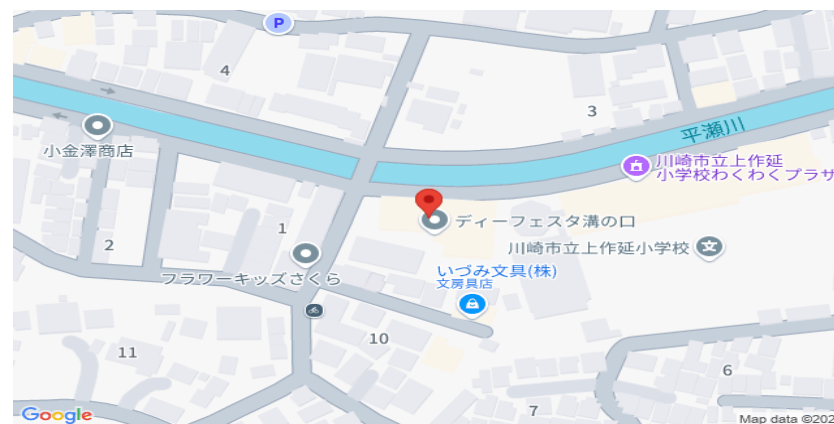 P
4
3
平瀬川
小金澤商店
川崎市立上作延
小学校わくわくプラザ
1
2
ディーフェスタ溝の口
川崎市立上作延小学校
文
フラワーキッズさくら
いづみ文具(株)
文房具店
10
11
6
7
Google
Map data ©202